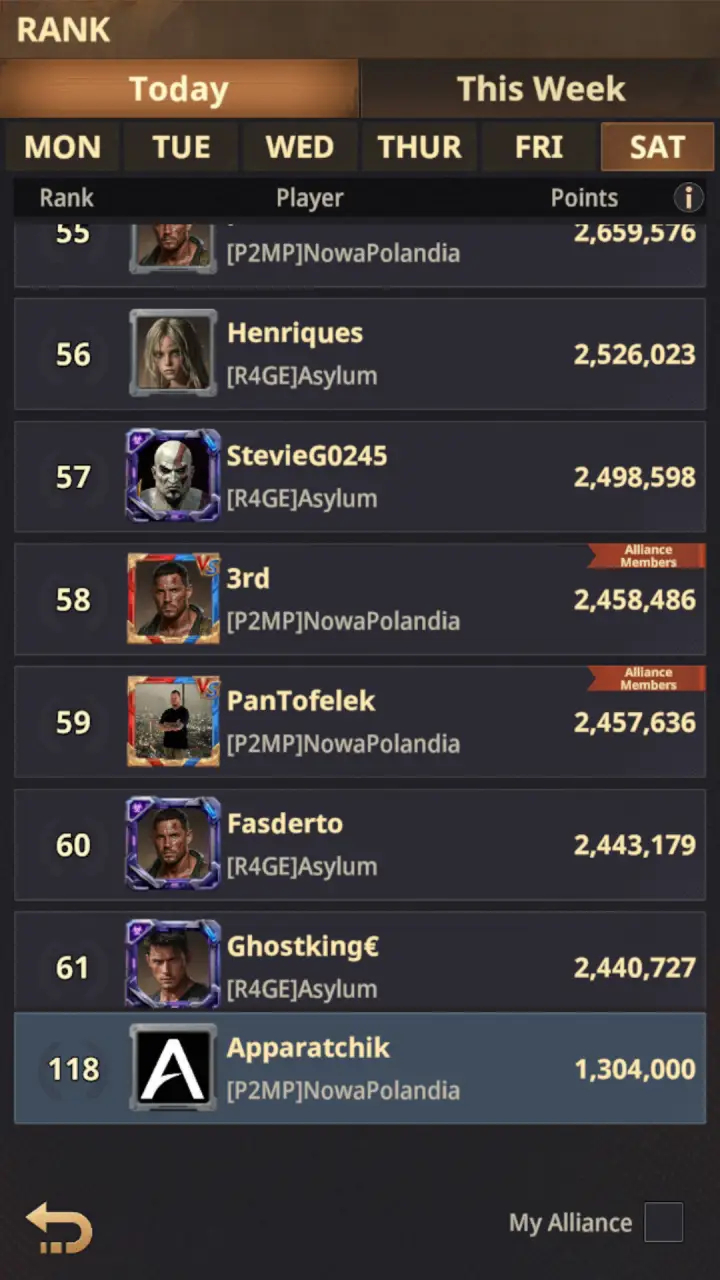 RANK
Today
This Week
MON TUE WED THUR FRI SAT
Rank Player Points
55 2,659,576
[P2MP]NowaPolandia
Henriques
56 2,526,023
[R4GE]Asylum
StevieG0245
57 2,498,598
[R4GE]Asylum
Alliance
Members
3rd
58 2,458,486
[P2MP]NowaPolandia
Alliance
Members
PanTofelek
59 2,457,636
[P2MP]NowaPolandia
Fasderto
60 2,443,179
[R4GE]Asylum
Ghostking€
61 2,440,727
[R4GE]Asylum
Apparatchik
118 1,304,000
[P2MP]NowaPolandia
My Alliance